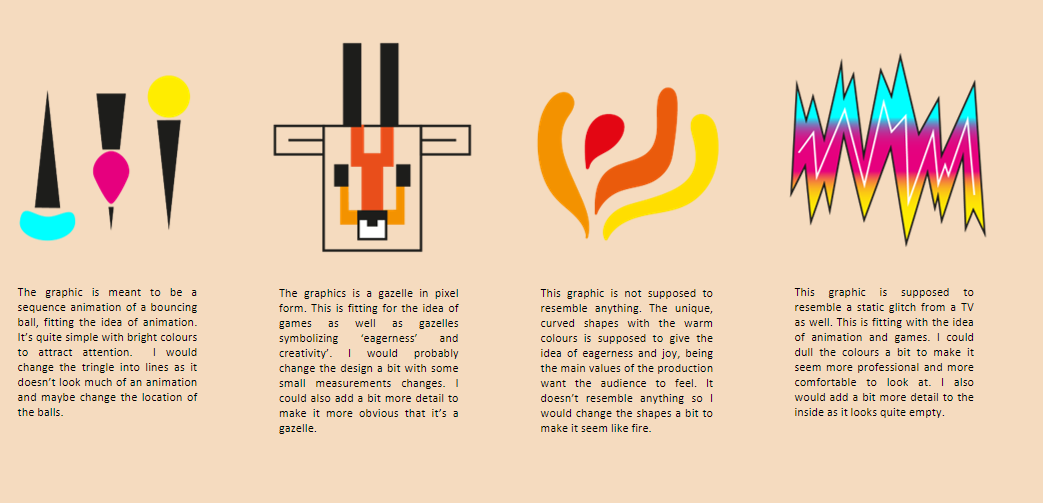 The graphic is meant to be a
sequence animation of a bouncing
ball, fitting the idea of animation.
It's quite simple with bright colours
to attract attention. I would
change the tringle into lines as it
doesn't look much of an animation
and maybe change the location of
the balls.
The graphics is a gazelle in pixel
form. This is fitting for the idea of
games as well as gazelles
symbolizing 'eagerness' and
creativity'. I would probably
change the design a bit with some
small measurements changes. I
could also add a bit more detail to
make it more obvious that it's a
gazelle.
This graphic is not supposed to
resemble anything. The unique,
curved shapes with the warm
colours is supposed to give the
idea of eagerness and joy, being
the main values of the production
want the audience to feel. It
doesn't resemble anything so I
would change the shapes a bit to
make it seem like fire.
This graphic is supposed to
resemble a static glitch from a TV
as well. This is fitting with the idea
of animation and games. I could
dull the colours a bit to make it
seem more professional and more
comfortable to look at. I also
would add a bit more detail to the
inside as it looks quite empty.